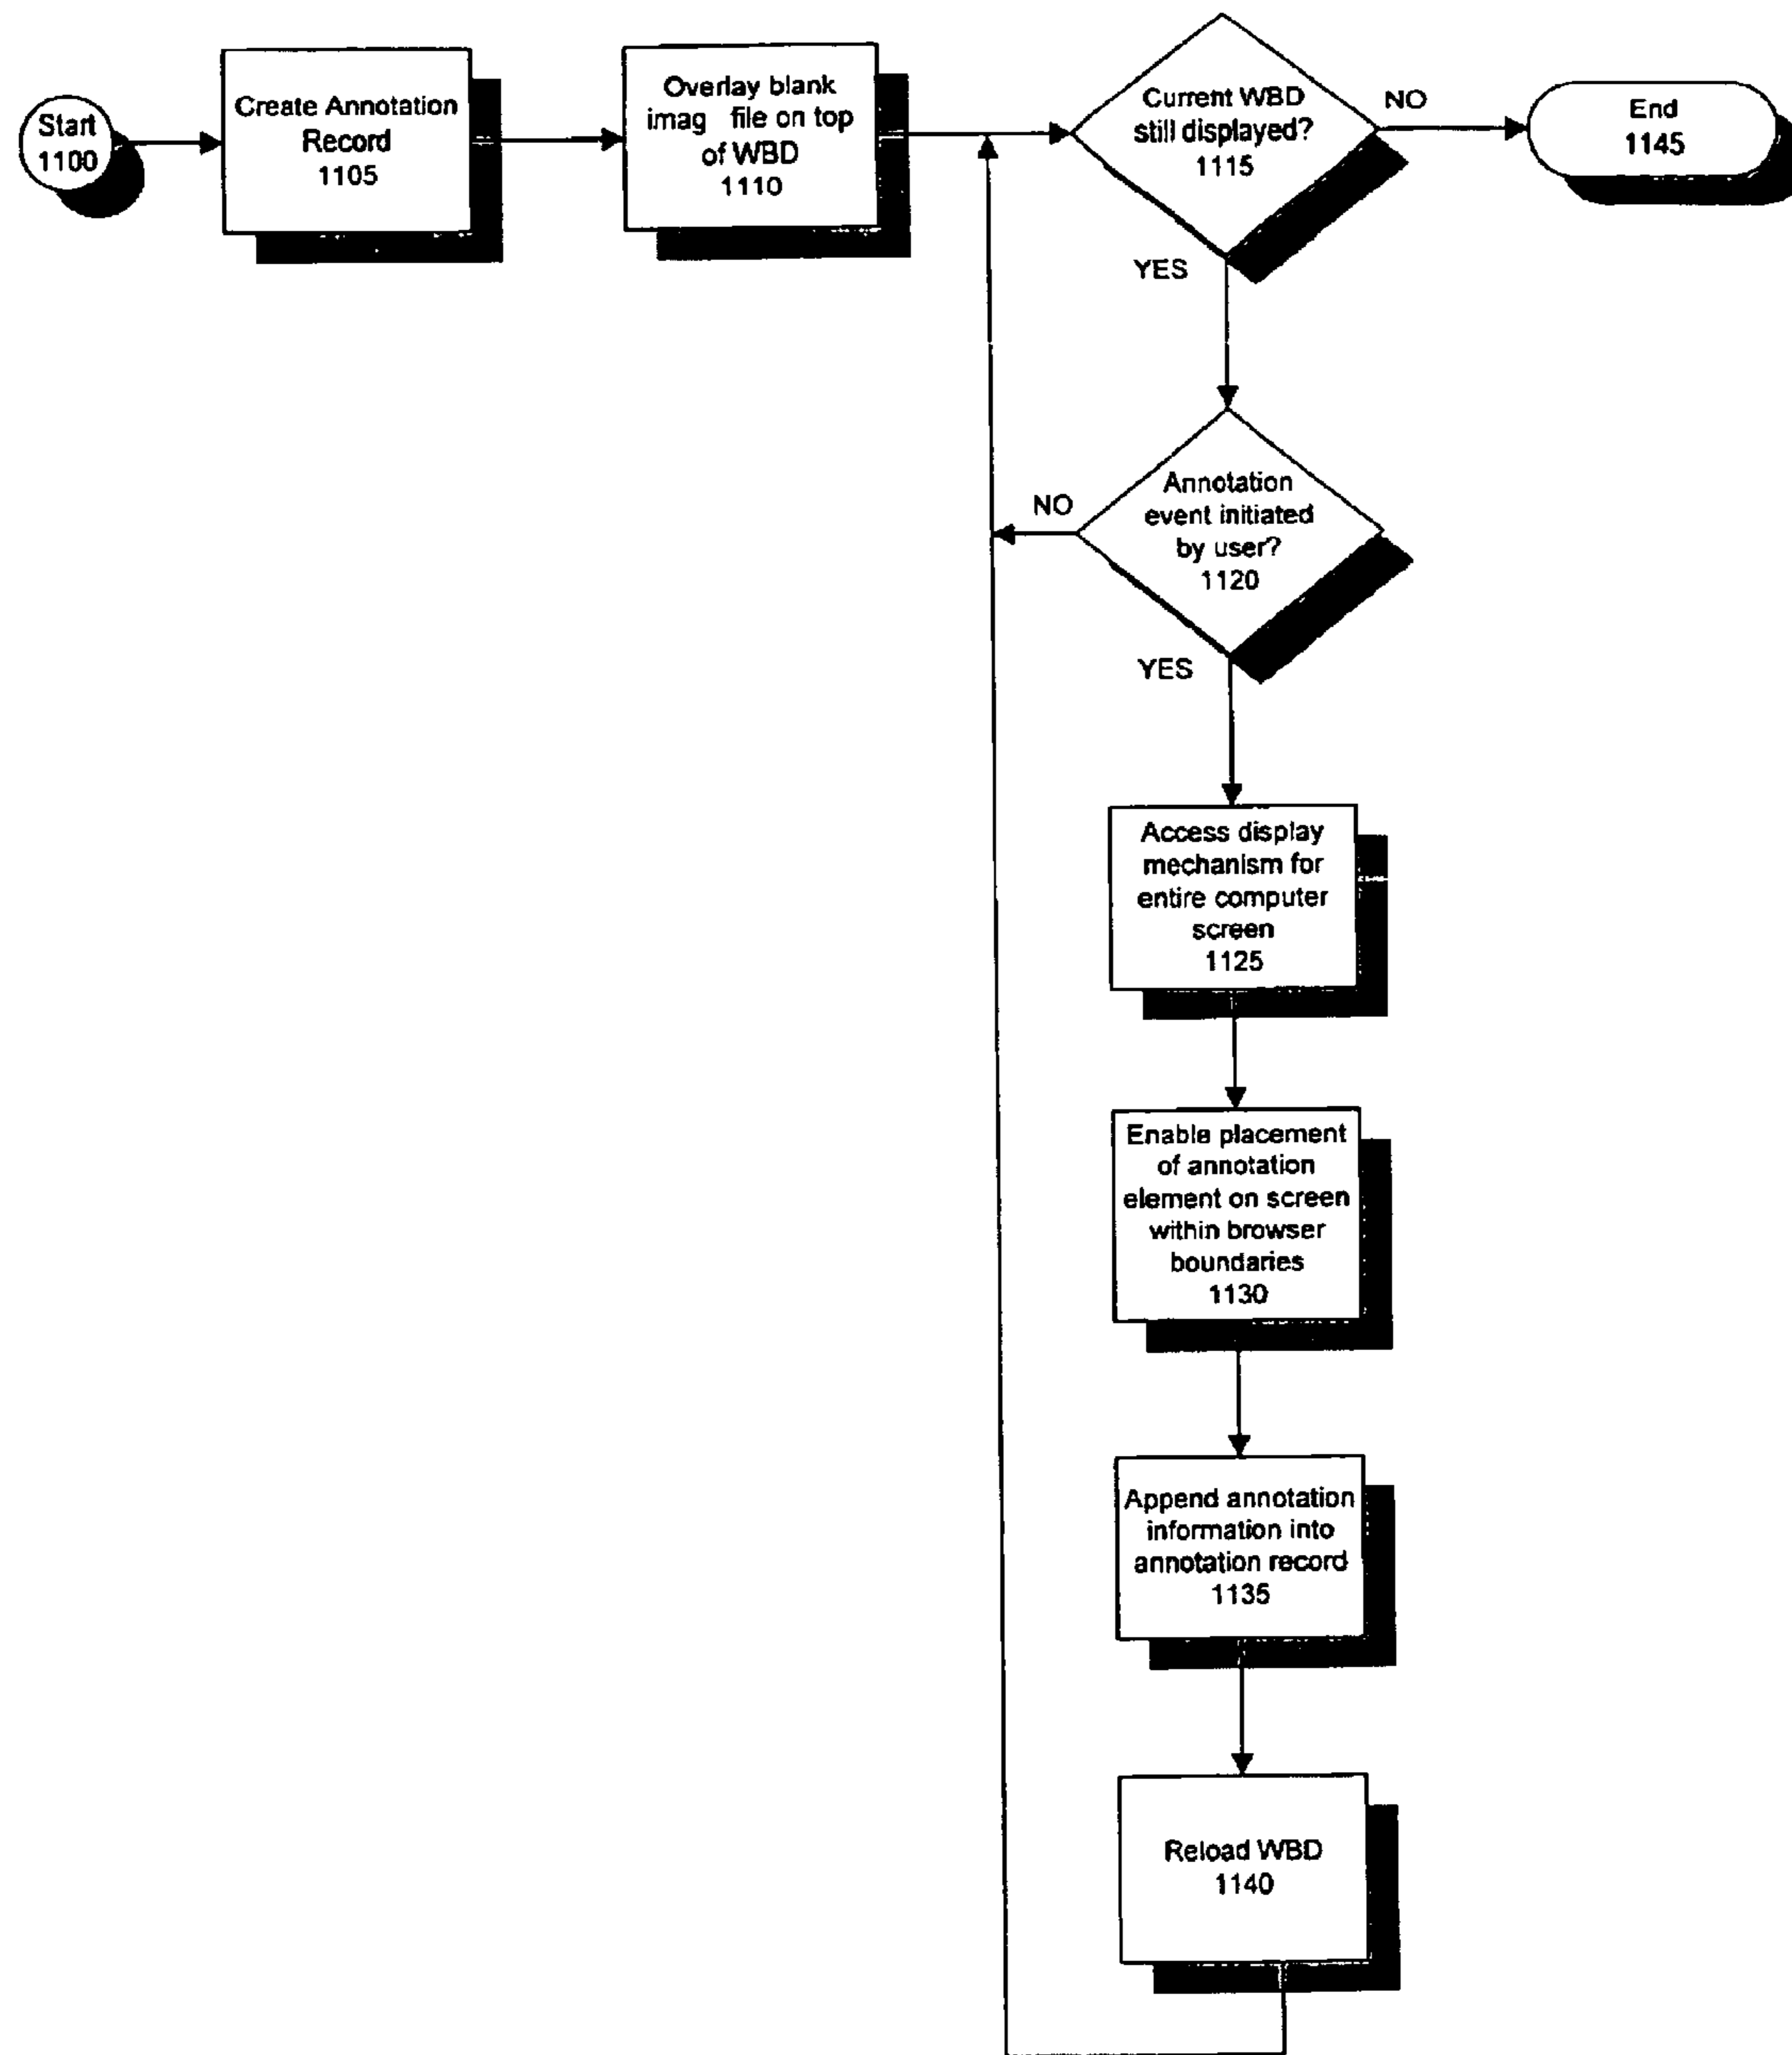 Start
1100
Create Annotation
Record
1105
Overlay blank
imag file on top
of WBD
1110
Current WBD
still displayed?
1115
NO
End
1145
YES
Annotation
event initiated
by user?
1120
NO
YES
Access display
mechanism for
entire computer
screen
1125
Enable placement
of annotation
element on screen
within browser
boundaries
1130
Append annotation
information into
annotation record
1135
Reload WBD
1140